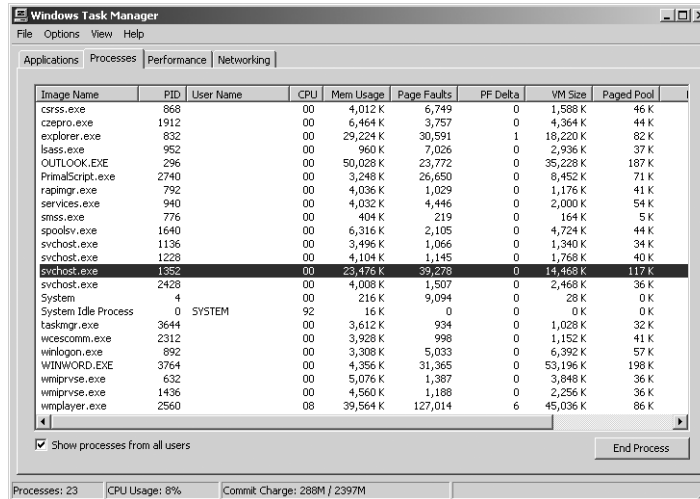 Windows Task Manager
File Options View Help
Applications Processes Performance Networking
Image Name PID User Name CPU Mem Usage Page Faults PF Delta VM Size Paged Pool
csrss.exe 868 00 4,012 K 6,749 0 1,588 K 46 K
czepro.exe 1912 00 6,464 K 3,757 0 4,364 K 44 K
explorer.exe 832 00 29,224 K 30,591 1 18,220 K 82 K
lsass.exe 952 00 960 K 7,026 0 2,936 K 37 K
OUTLOOK.EXE 296 00 50,028 K 23,772 0 35,228 K 187 K
PrimalScript.exe 2740 00 3,248 K 26,650 0 8,452 K 71 K
rapimgr.exe 792 00 4,036 K 1,029 0 1,176 K 41 K
services.exe 940 00 4,032 K 4,446 0 2,000 K 54 K
smss.exe 776 00 404 K 219 0 164 K 5 K
spoolsv.exe 1640 00 6,316 K 2,105 0 4,724 K 44 K
svchost.exe 1136 00 3,496 K 1,066 0 1,340 K 34 K
svchost.exe 1228 00 4,104 K 1,145 0 1,768 K 40 K
svchost.exe 1352 00 23,476 K 39,278 0 14,468 K 117 K
svchost.exe 2428 00 4,008 K 1,507 0 2,468 K 36 K
System 4 00 216 K 9,094 0 28 K 0 K
System Idle Process 0 SYSTEM 92 16 K 0 0 0 K 0 K
taskmgr.exe 3644 00 3,612 K 934 0 1,028 K 32 K
wcescomm.exe 2312 00 3,928 K 998 0 1,152 K 41 K
winlogon.exe 892 00 3,308 K 5,033 0 6,392 K 57 K
WINWORD.EXE 3764 00 4,356 K 31,365 0 53,196 K 198 K
wmiprvse.exe 632 00 5,076 K 1,387 0 3,848 K 36 K
wmiprvse.exe 1436 00 4,560 K 1,188 0 2,256 K 36 K
wmplayer.exe 2560 08 39,564 K 127,014 6 45,036 K 86 K
Show processes from all users
End Process
Processes: 23 CPU Usage: 8% Commit Charge: 288M / 2397M